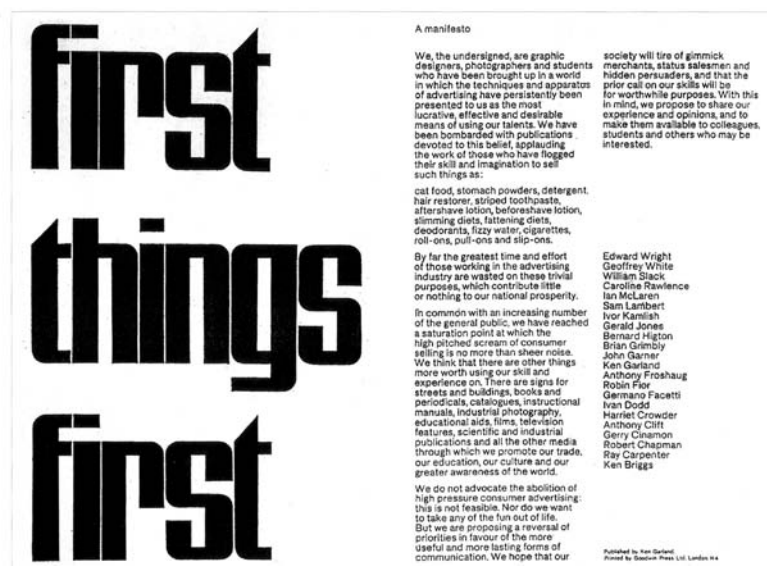 first
things
first
A manifesto
We, the undersigned, are graphic
designers, photographers and students
who have been brought up in a world
in which the techniques and apparatus
of advertising have persistently been
presented to us as the most
lucrative, effective and desirable
means of using our talents. We have
been bombarded with publications
devoted to this belief, applauding
the work of those who have flogged
their skill and imagination to sell
such things as:
cat food, stomach powders, detergent,
hair restorer, striped toothpaste,
aftershave lotion, beforeshave lotion,
slimming diets, fattening diets,
deodorants, fizzy water, cigarettes,
roll-ons, pull-ons and slip-ons.
By far the greatest time and effort
of those working in the advertising
industry are wasted on these trivial
purposes, which contribute little
or nothing to our national prosperity.
In common with an increasing number
of the general public, we have reached
a saturation point at which the
high pitched scream of consumer
selling is no more than sheer noise.
We think that there are other things
more worth using our skill and
experience on. There are signs for
streets and buildings, books and
periodicals, catalogues, instructional
manuals, industrial photography,
educational aids, films, television
features, scientific and industrial
publications and all the other media
through which we promote our trade,
our education, our culture and our
greater awareness of the world.
We do not advocate the abolition of
high pressure consumer advertising:
this is not feasible. Nor do we want
to take any of the fun out of life.
But we are proposing a reversal of
priorities in favour of the more
useful and more lasting forms of
communication. We hope that our
society will tire of gimmick
merchants, status salesmen and
hidden persuaders, and that the
prior call on our skills will be
for worthwhile purposes. With this
in mind, we propose to share our
experience and opinions, and to
make them available to colleagues,
students and others who may be
interested.
Edward Wright
Geoffrey White
William Slack
Caroline Rawlence
Ian McLaren
Sam Lambert
Ivor Kamlish
Gerald Jones
Bernard Higton
Brian Grimbly
John Garner
Ken Garland
Anthony Froshaug
Robin Fior
Germano Facetti
Ivan Dodd
Harriet Crowder
Anthony Clift
Gerry Cinamon
Robert Chapman
Ray Carpenter
Ken Briggs
Published by Ken Garland.
Printed by Goodwin Press Ltd. London N4